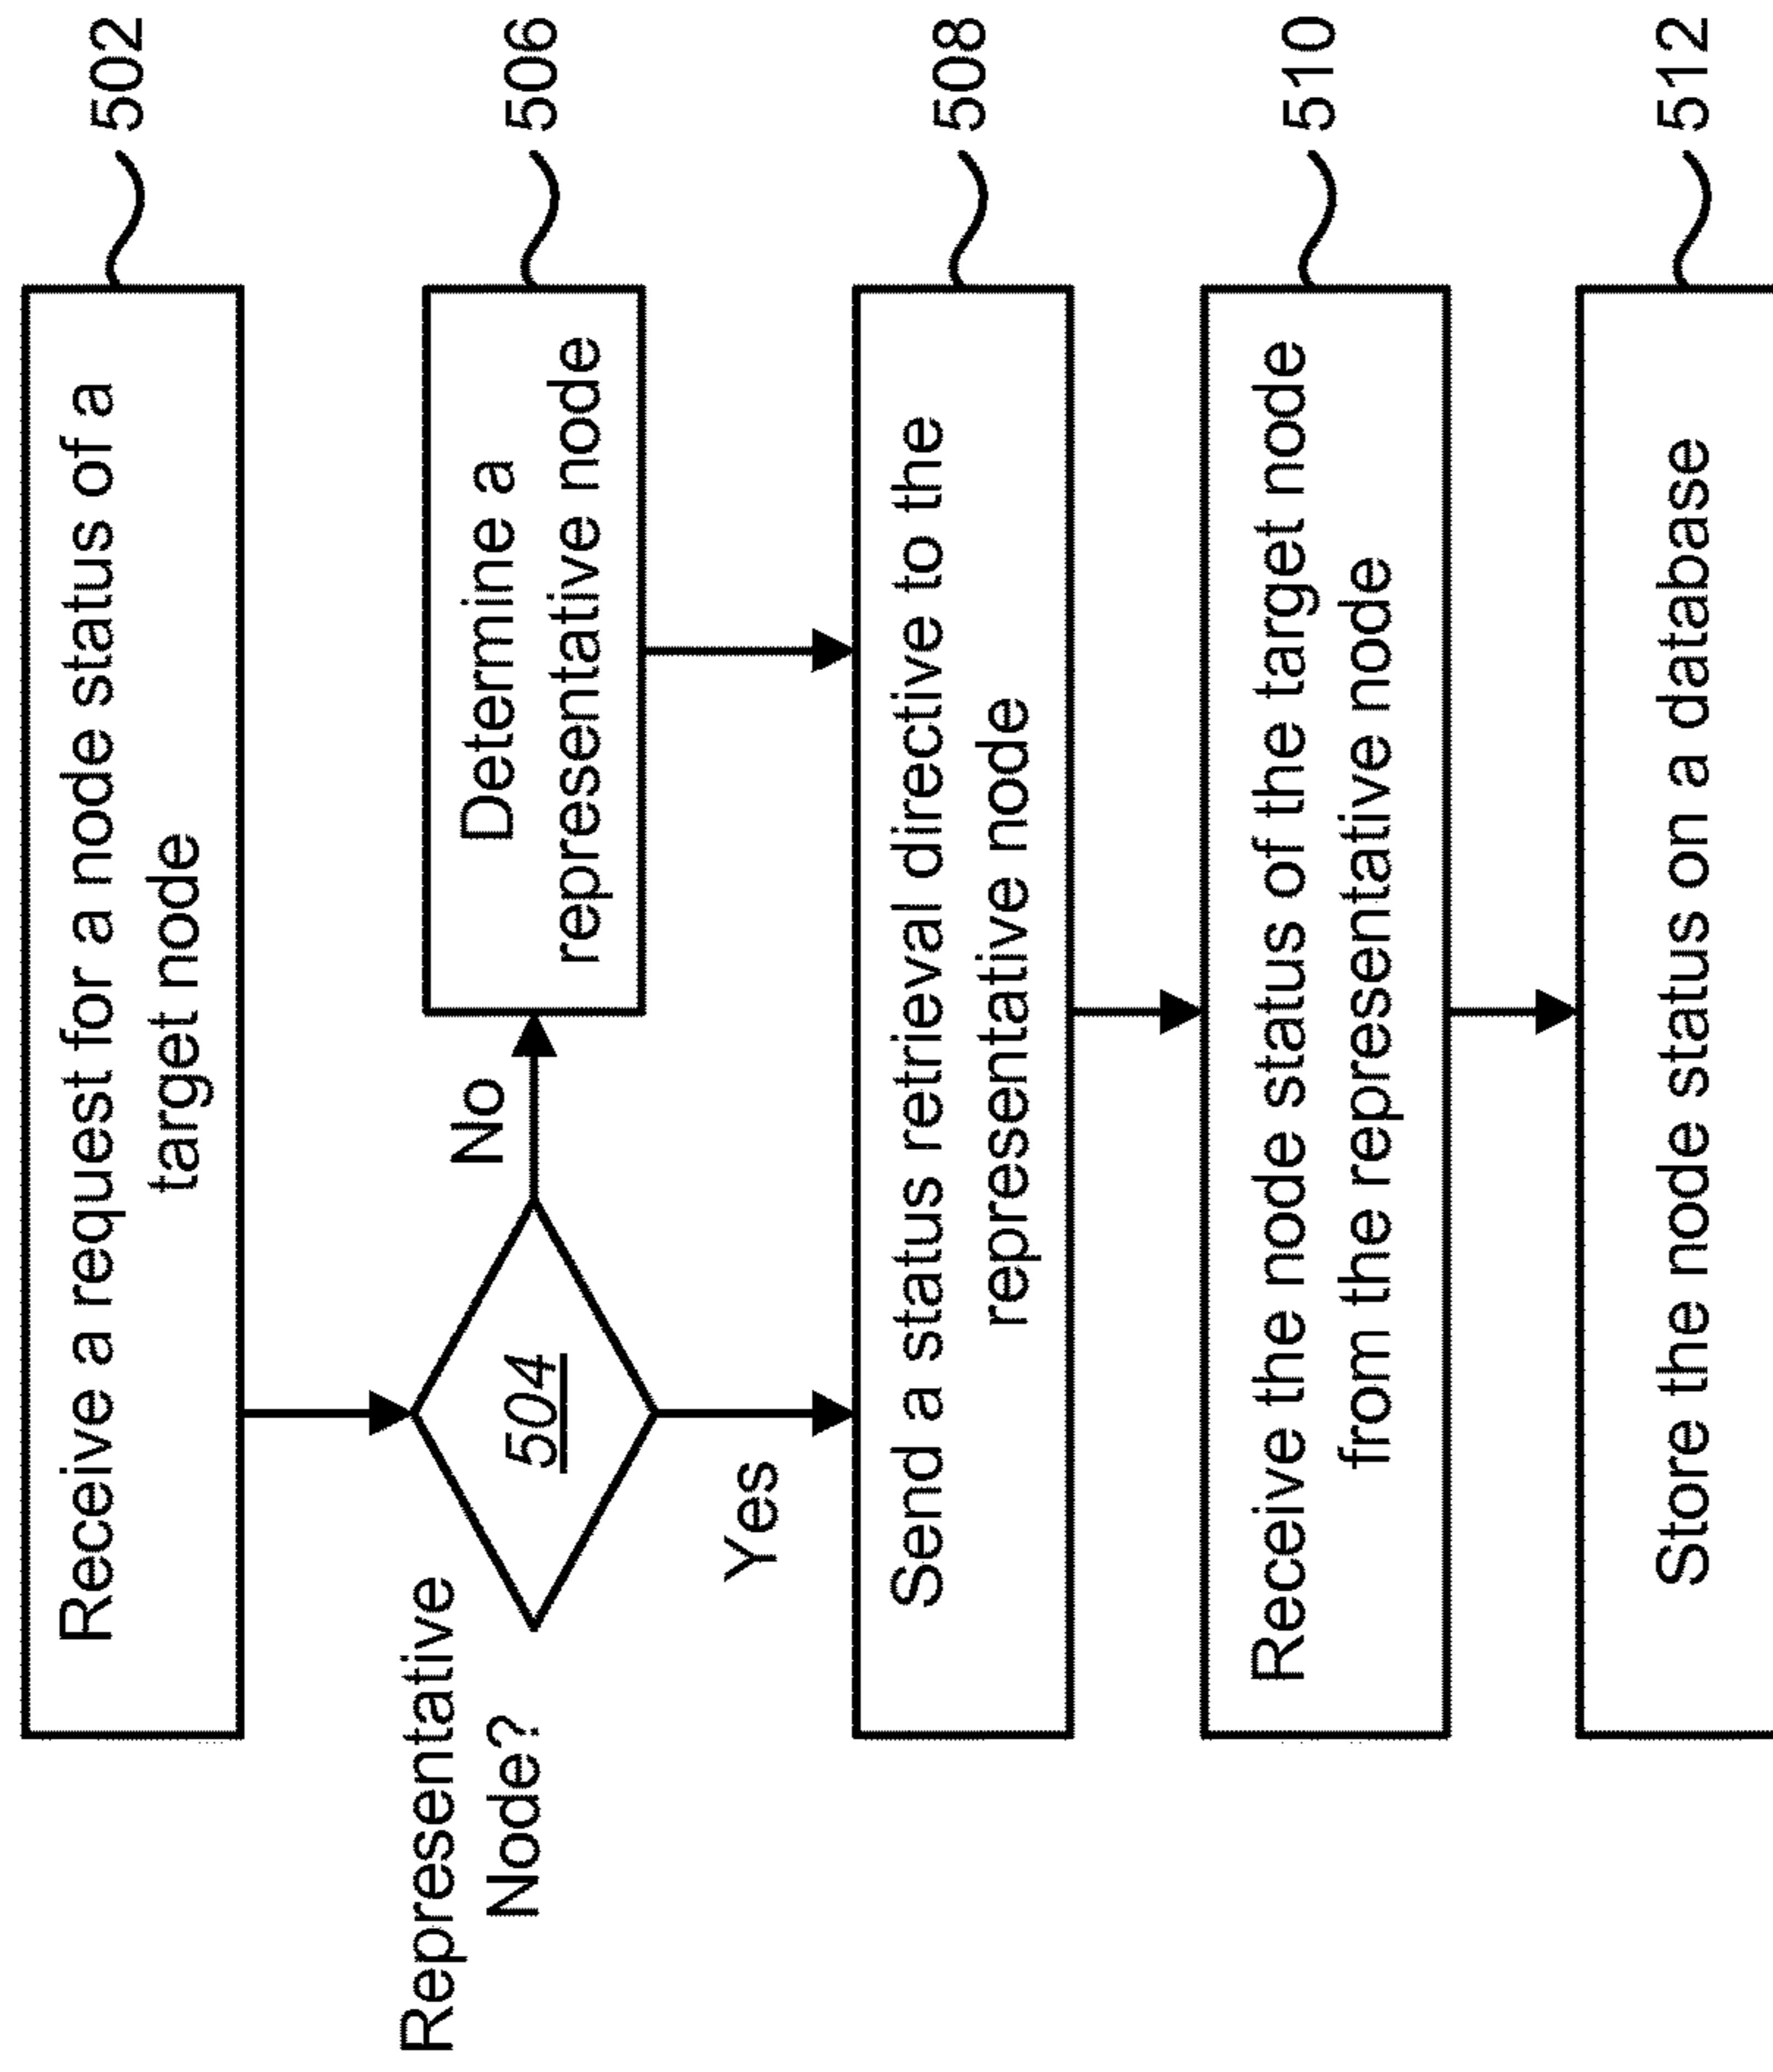 Receive a request for a node status of a
target node
502
Representative
Node?
504
No
Yes
Determine a
representative node
506
Send a status retrieval directive to the
representative node
508
Receive the node status of the target node
from the representative node
510
Store the node status on a database
512